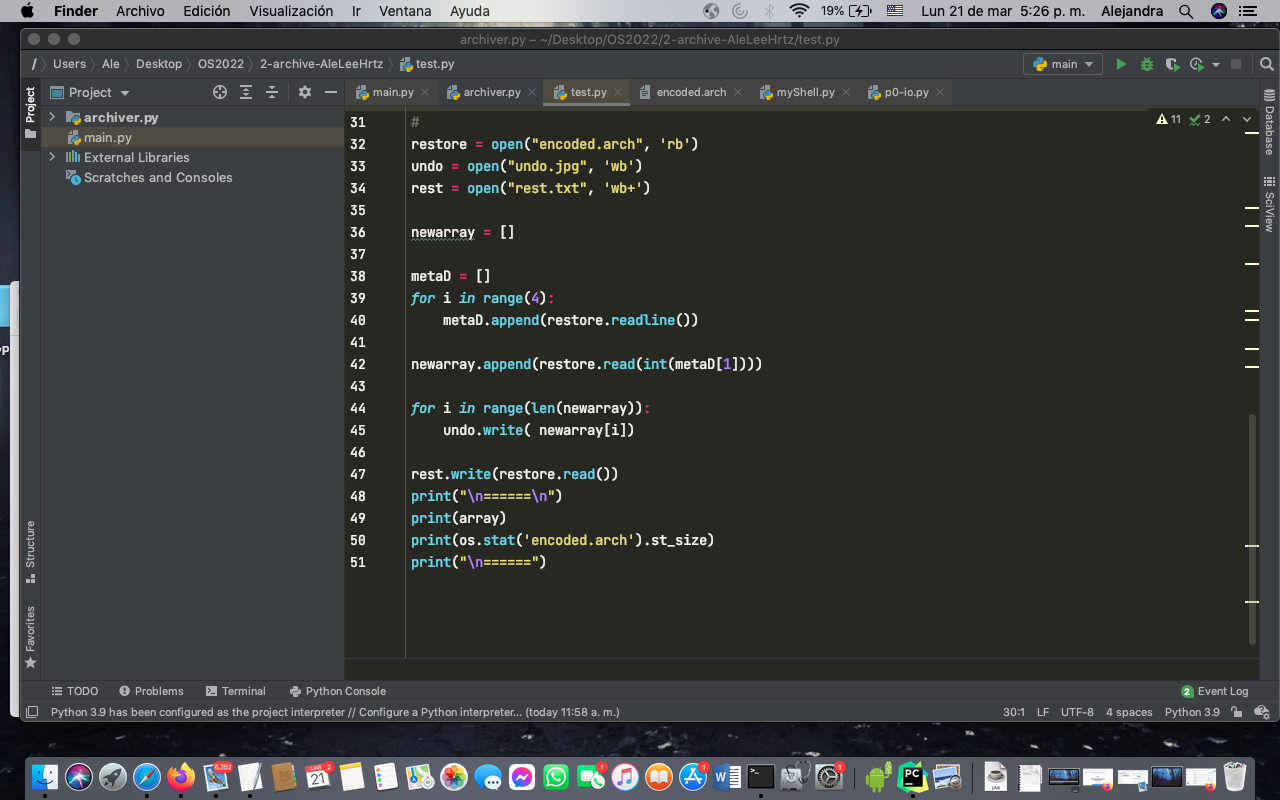 Finder Archivo Edición Visualización Ir Ventana Ayuda 19% Lun 21 de mar 5:26 p. m. Alejandra
archiver.py – ~/Desktop/OS2022/2-archive-AleLeeHrtz/test.py
/ Users Ale Desktop OS2022 2-archive-AleLeeHrtz test.py main
Project main.py archiver.py test.py encoded.arch myShell.py p0-io.py
Project
archiver.py
main.py
External Libraries
Scratches and Consoles
Structure
Favorites
11 2
31 #
32 restore = open("encoded.arch", 'rb')
33 undo = open("undo.jpg", 'wb')
34 rest = open("rest.txt", 'wb+')
35
36 newarray = []
37
38 metaD = []
39 for i in range(4):
40 metaD.append(restore.readline())
41
42 newarray.append(restore.read(int(metaD[1])))
43
44 for i in range(len(newarray)):
45 undo.write( newarray[i])
46
47 rest.write(restore.read())
48 print("\n======\n")
49 print(array)
50 print(os.stat('encoded.arch').st_size)
51 print("\n======")
Database
SciView
TODO Problems Terminal Python Console 2 Event Log
Python 3.9 has been configured as the project interpreter // Configure a Python interpreter... (today 11:58 a. m.) 30:1 LF UTF-8 4 spaces Python 3.9
6,252
MAR
21
2
1
1
1
1
PC
JAR